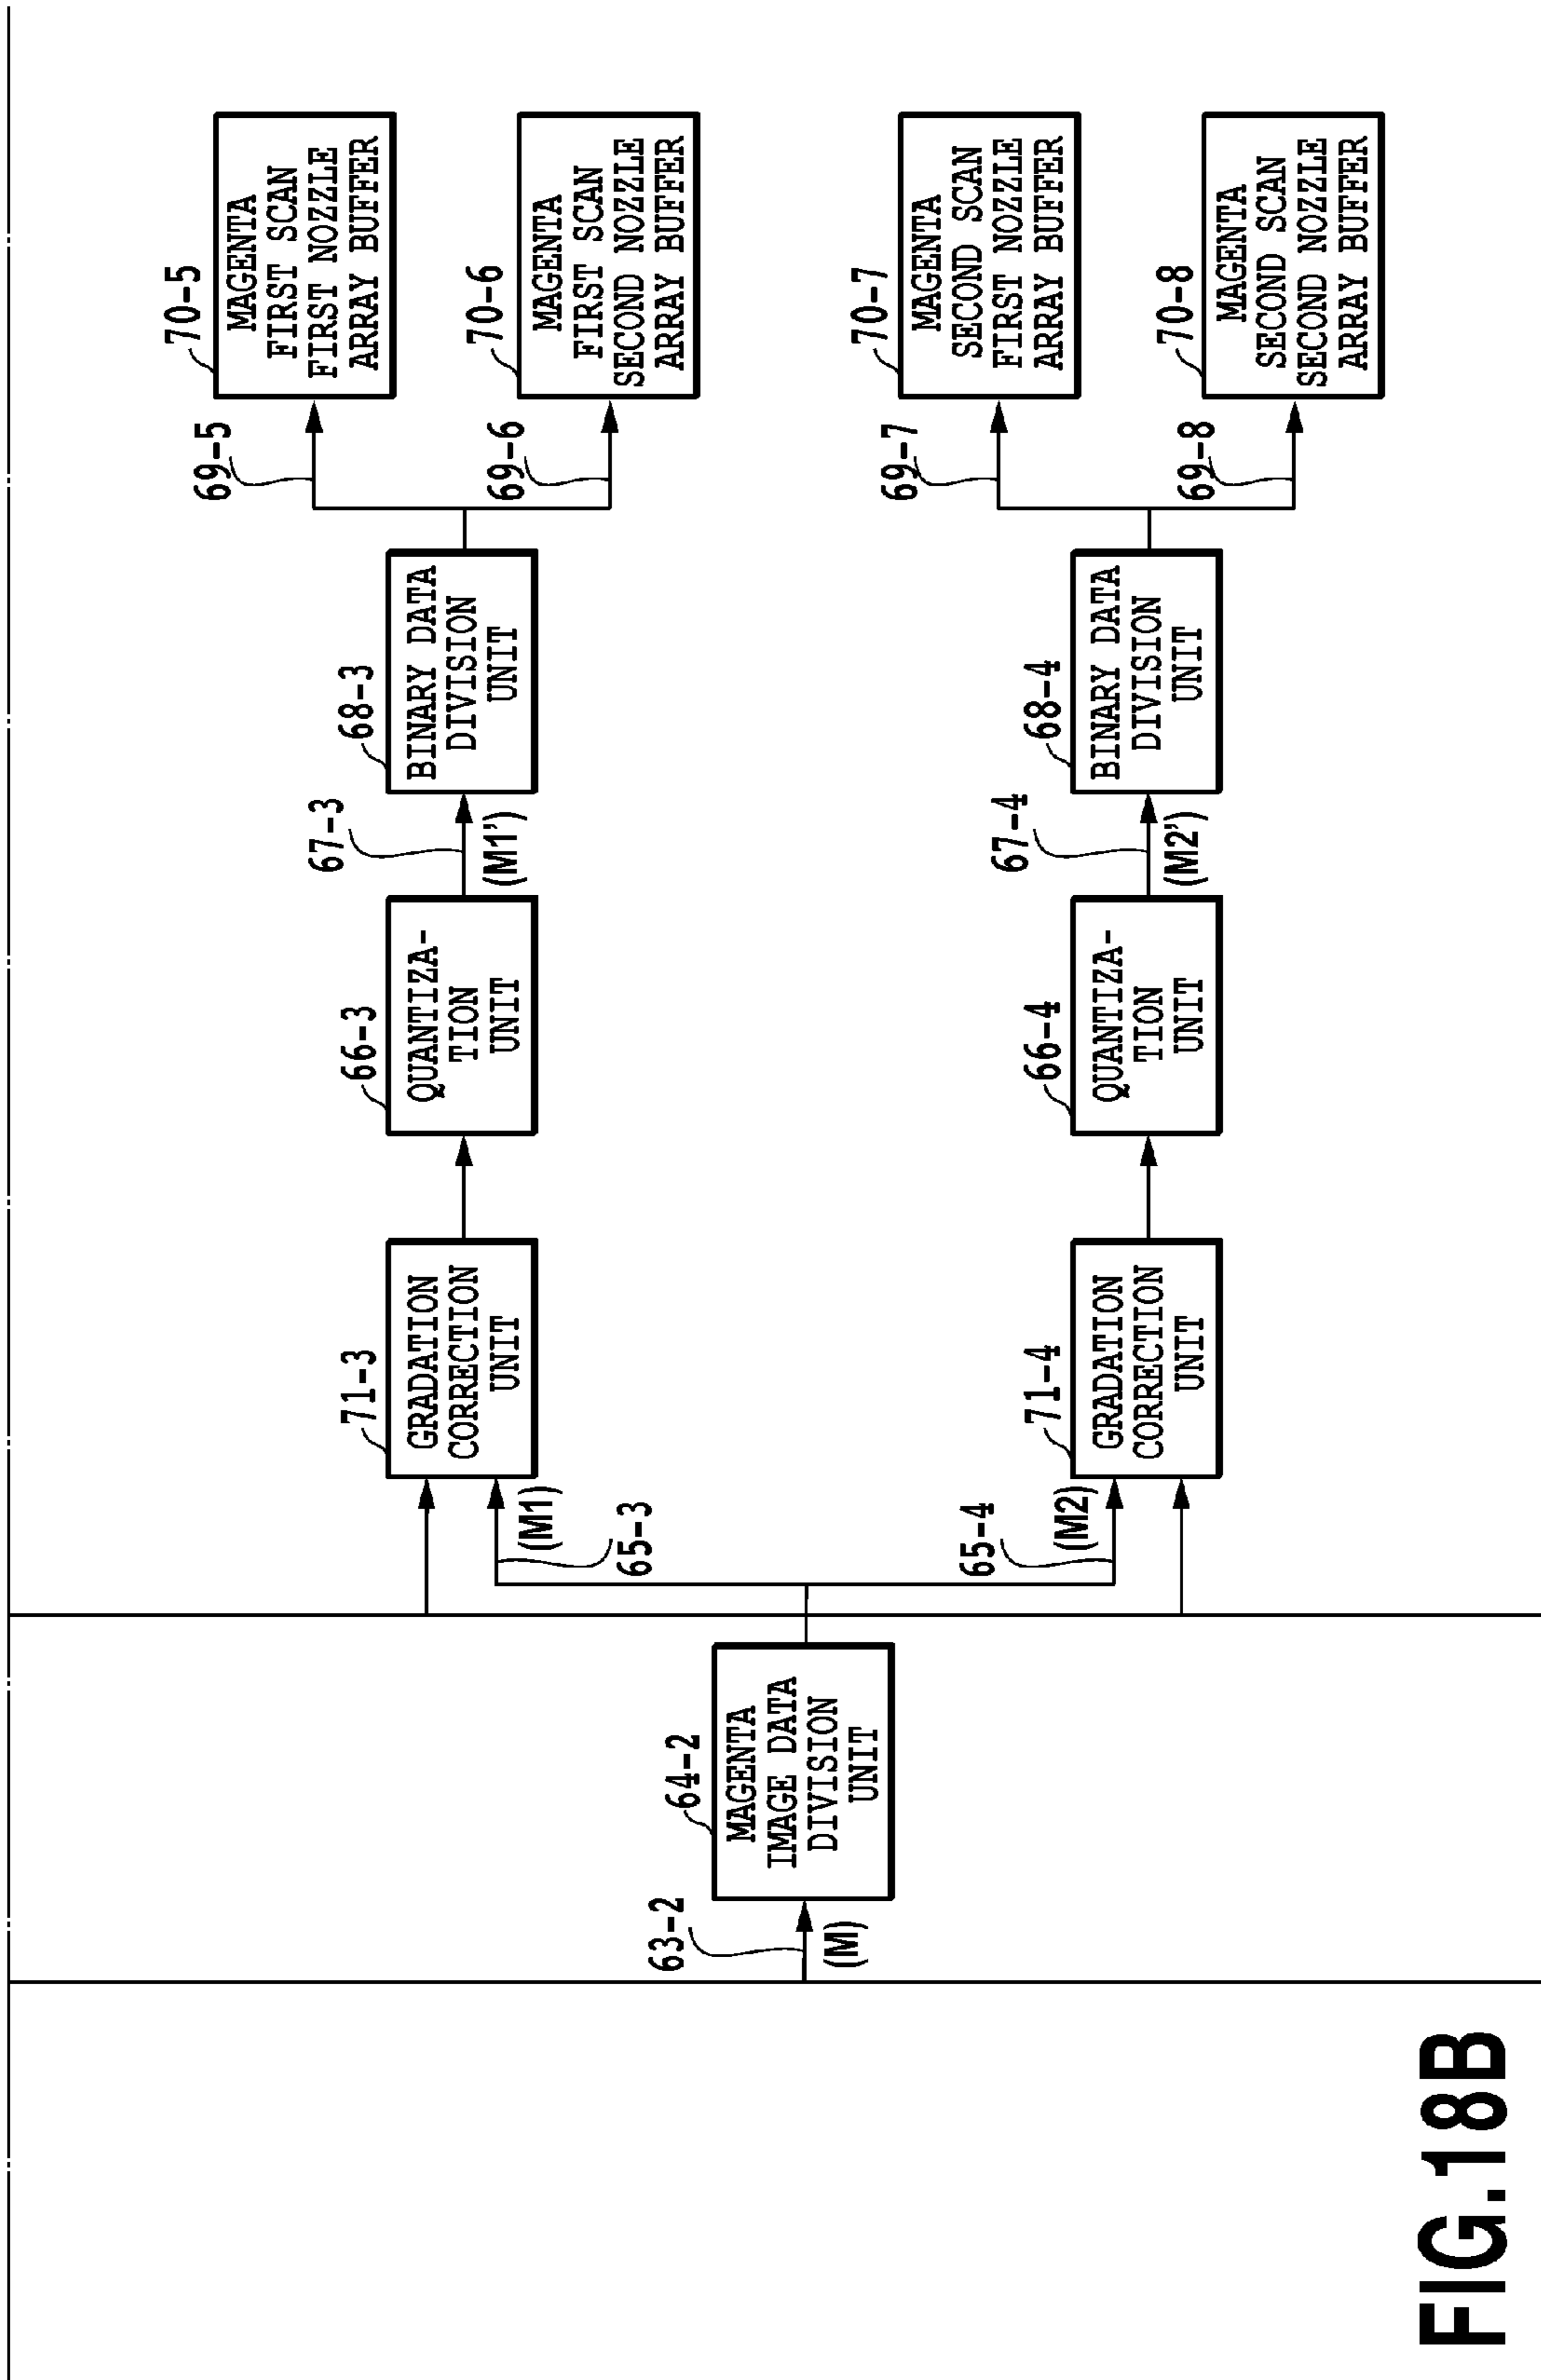 63-2
(M)
64-2
MAGENTA
IMAGE DATA
DIVISION
UNIT
(M1)
65-3
65-4
(M2)
71-3
GRADATION
CORRECTION
UNIT
66-3
QUANTIZA-
TION
UNIT
67-3
(M1')
68-3
BINARY DATA
DIVISION
UNIT
69-5
70-5
MAGENTA
FIRST SCAN
FIRST NOZZLE
ARRAY BUFFER
69-6
70-6
MAGENTA
FIRST SCAN
SECOND NOZZLE
ARRAY BUFFER
71-4
GRADATION
CORRECTION
UNIT
66-4
QUANTIZA-
TION
UNIT
67-4
(M2')
68-4
BINARY DATA
DIVISION
UNIT
69-7
70-7
MAGENTA
SECOND SCAN
FIRST NOZZLE
ARRAY BUFFER
69-8
70-8
MAGENTA
SECOND SCAN
SECOND NOZZLE
ARRAY BUFFER
FIG.18B